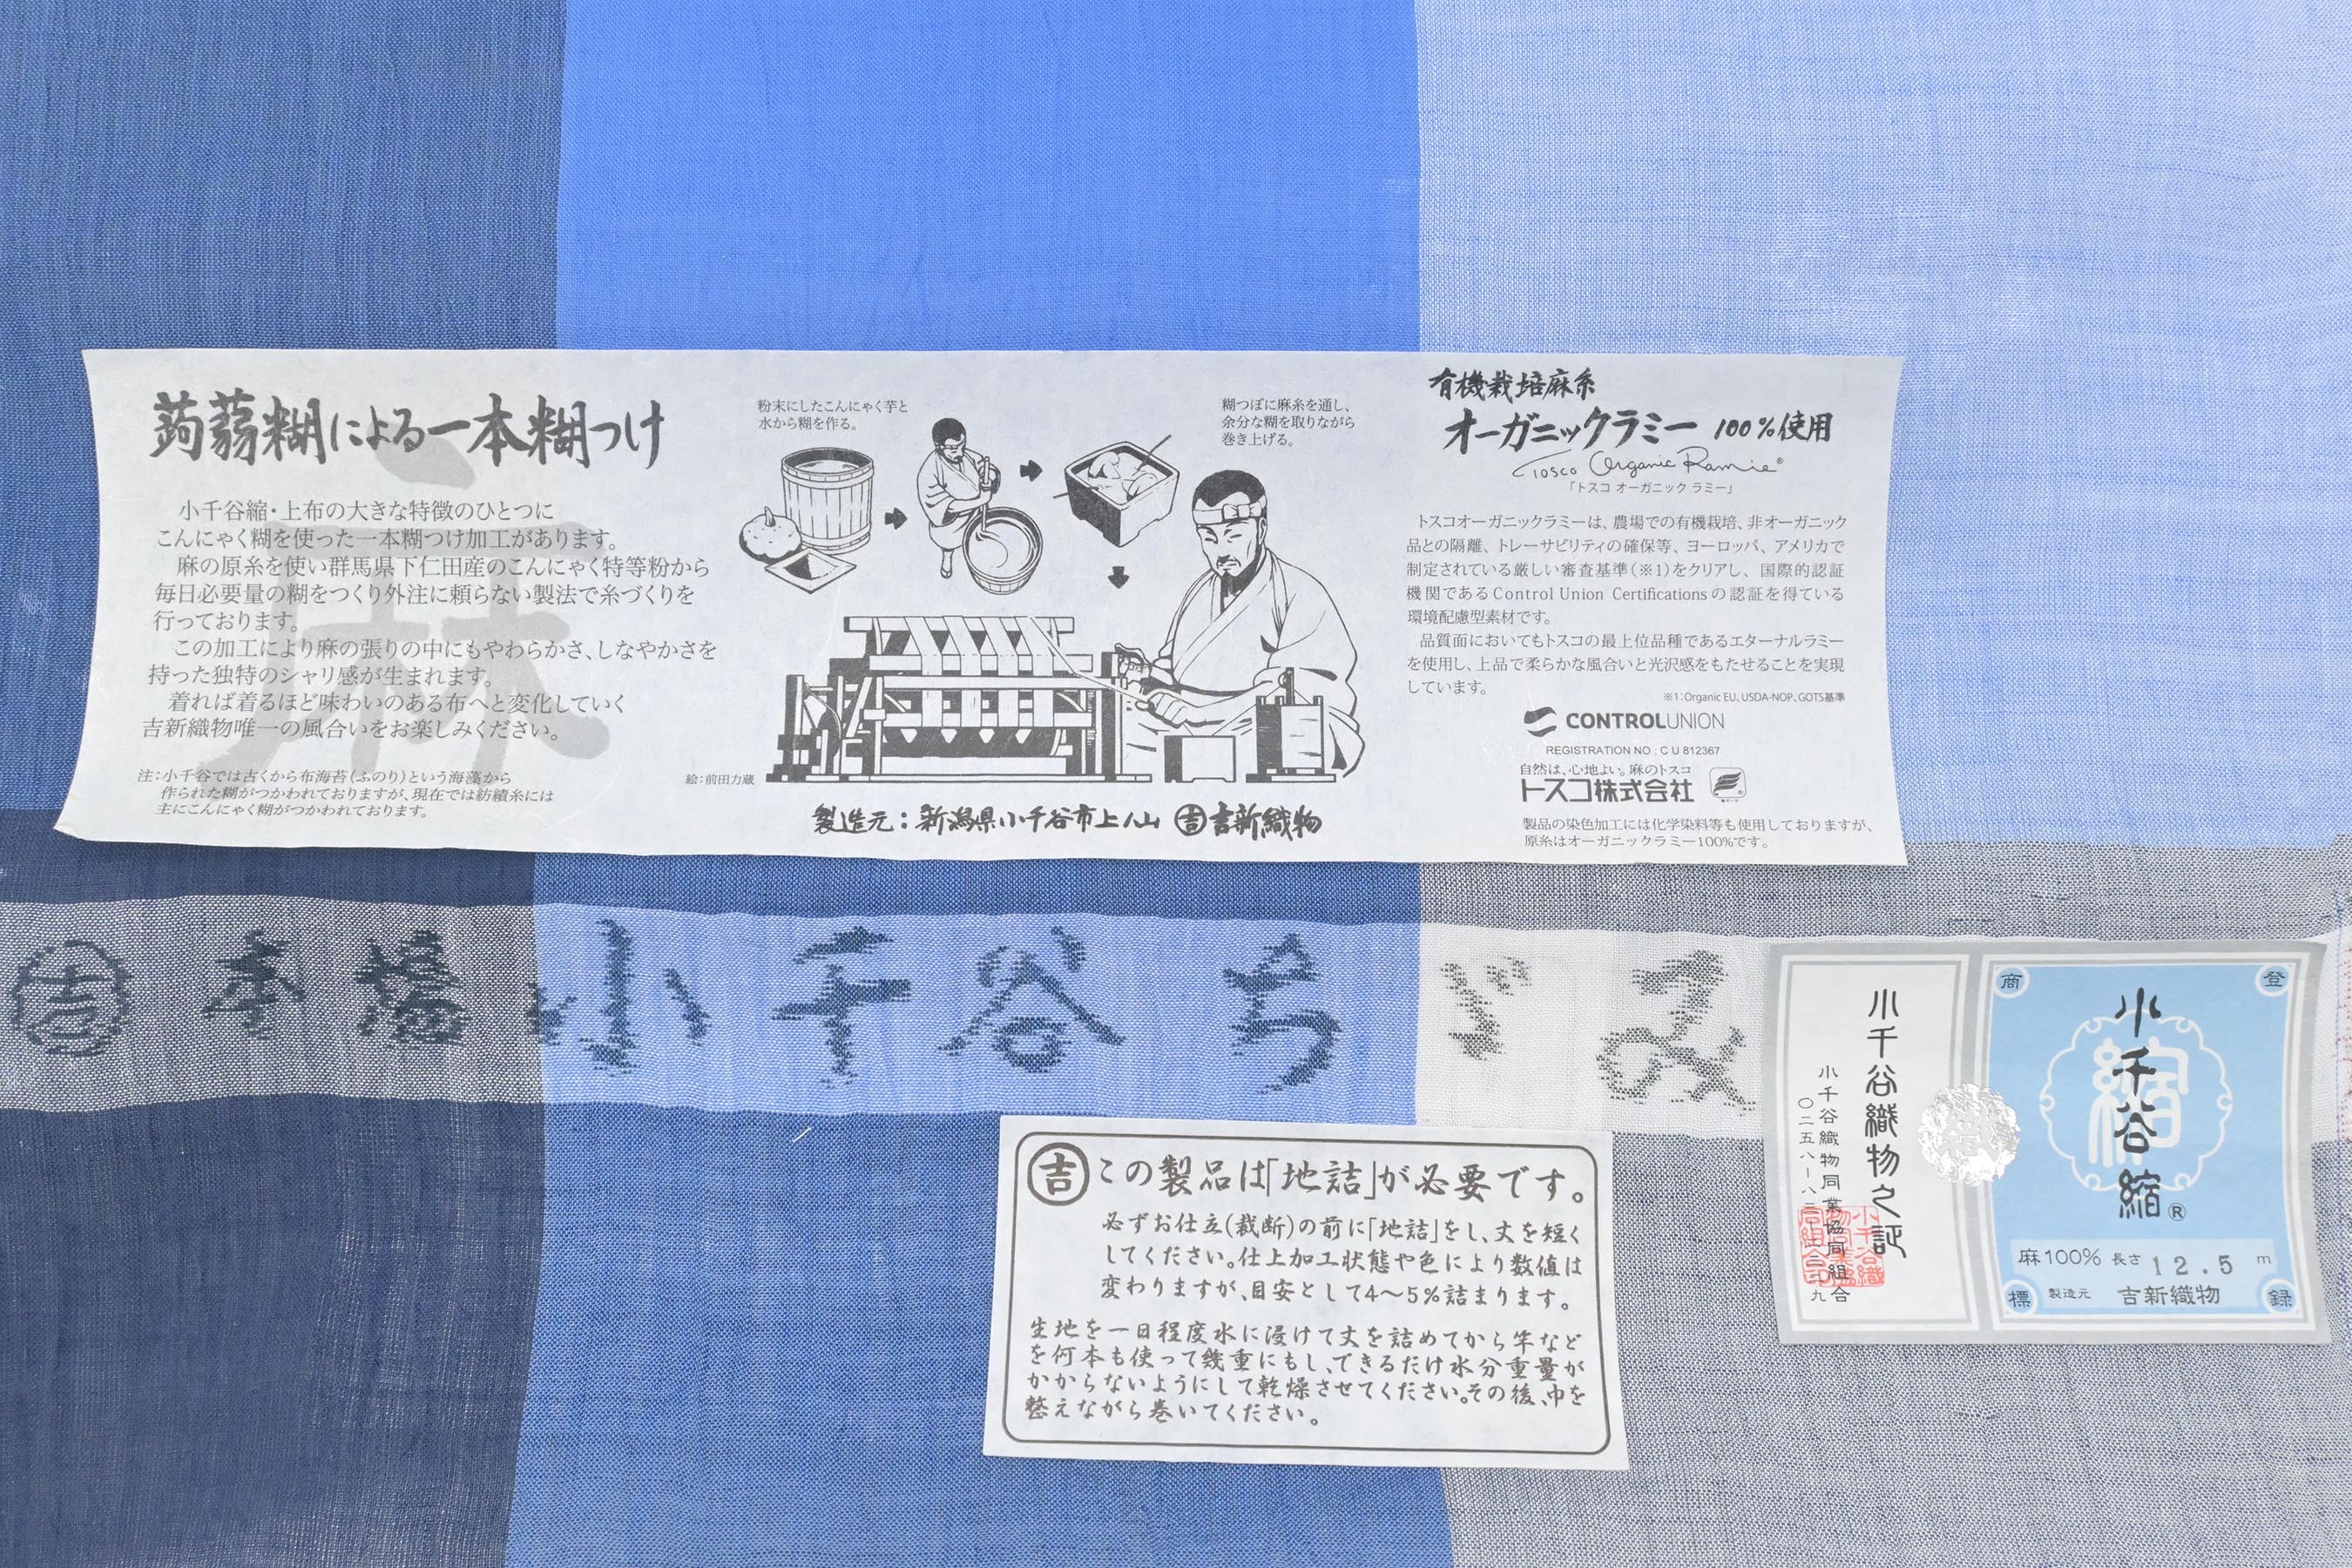 蒟蒻糊による一本糊つけ
小千谷縮・上布の大きな特徴のひとつに
こんにゃく糊を使った一本糊つけ加工があります。
麻の原糸を使い群馬県下仁田産のこんにゃく特等粉から
毎日必要量の糊をつくり外注に頼らない製法で糸づくりを
行っております。
この加工により麻の張りの中にもやわらかさ、しなやかさを
持った独特のシャリ感が生まれます。
着れば着るほど味わいのある布へと変化していく
吉新織物唯一の風合いをお楽しみください。
注:小千谷では古くから布海苔(ふのり)という海藻から
作られた糊がつかわれておりますが、現在では紡績糸には
主にこんにゃく糊がつかわれております。
麻
粉末にしたこんにゃく芋と
水から糊を作る。
糊つぼに麻糸を通し、
余分な糊を取りながら
巻き上げる。
絵:前田力蔵
製造元:新潟県小千谷市上ノ山 ㊤吉新織物
有機栽培麻糸
オーガニックラミー 100%使用
Tosco Organic Ramie®
「トスコ オーガニック ラミー」
トスコオーガニックラミーは、農場での有機栽培、非オーガニック
品との隔離、トレーサビリティの確保等、ヨーロッパ、アメリカで
制定されている厳しい審査基準(※1)をクリアし、国際的認証
機関であるControl Union Certificationsの認証を得ている
環境配慮型素材です。
品質面においてもトスコの最上位品種であるエターナルラミー
を使用し、上品で柔らかな風合いと光沢感をもたせることを実現
しています。
※1:Organic EU、USDA-NOP、GOTS基準
CONTROLUNION
REGISTRATION NO : C U 812367
自然は、心地よい。麻のトスコ
トスコ株式会社
製品の染色加工には化学染料等も使用しておりますが、
原糸はオーガニックラミー100%です。
吉 本場小千谷ちぢみ
吉 この製品は「地詰」が必要です。
必ずお仕立(裁断)の前に「地詰」をし、丈を短く
してください。仕上加工状態や色により数値は
変わりますが、目安として4〜5%詰まります。
生地を一日程度水に浸けて丈を詰めてから竿など
を何本も使って幾重にもし、できるだけ水分重量が
かからないようにして乾燥させてください。その後、巾を
整えながら巻いてください。
小千谷織物之証
小千谷織物同業協同組合
〇二五八-八三-二三二九
登
録
商
標
縮
小千谷縮®
麻100% 長さ 12.5 m
製造元 吉新織物